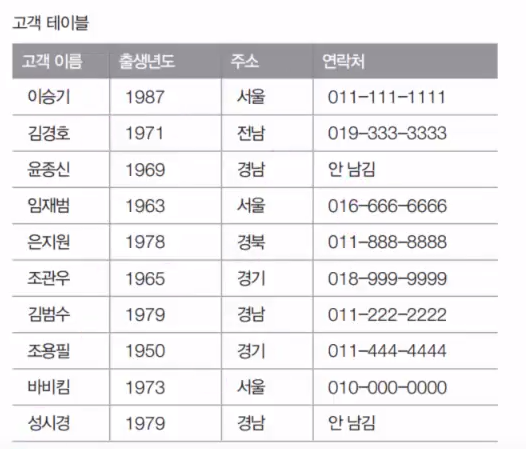 고객 테이블
고객 이름 출생년도 주소 연락처
이승기 1987 서울 011-111-1111
김경호 1971 전남 019-333-3333
윤종신 1969 경남 안 남김
임재범 1963 서울 016-666-6666
은지원 1978 경북 011-888-8888
조관우 1965 경기 018-999-9999
김범수 1979 경남 011-222-2222
조용필 1950 경기 011-444-4444
바비킴 1973 서울 010-000-0000
성시경 1979 경남 안 남김